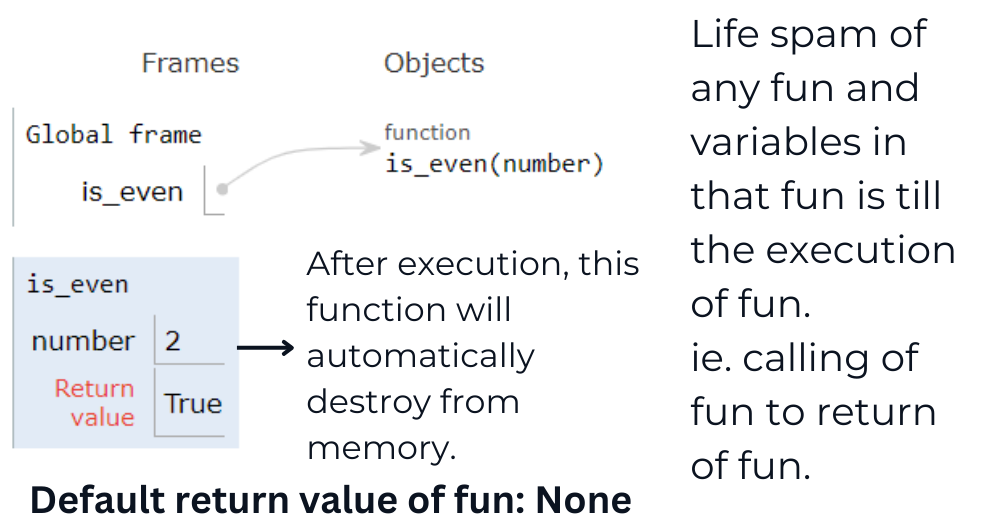 Frames
Objects
Global frame
is_even
function
is_even(number)
is_even
number 2
Return
value True
After execution, this
function will
automatically
destroy from
memory.
Default return value of fun: None
Life spam of
any fun and
variables in
that fun is till
the execution
of fun.
ie. calling of
fun to return
of fun.